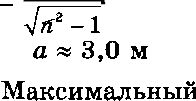 – √n² – 1
a ≈ 3,0 м
Максимальный